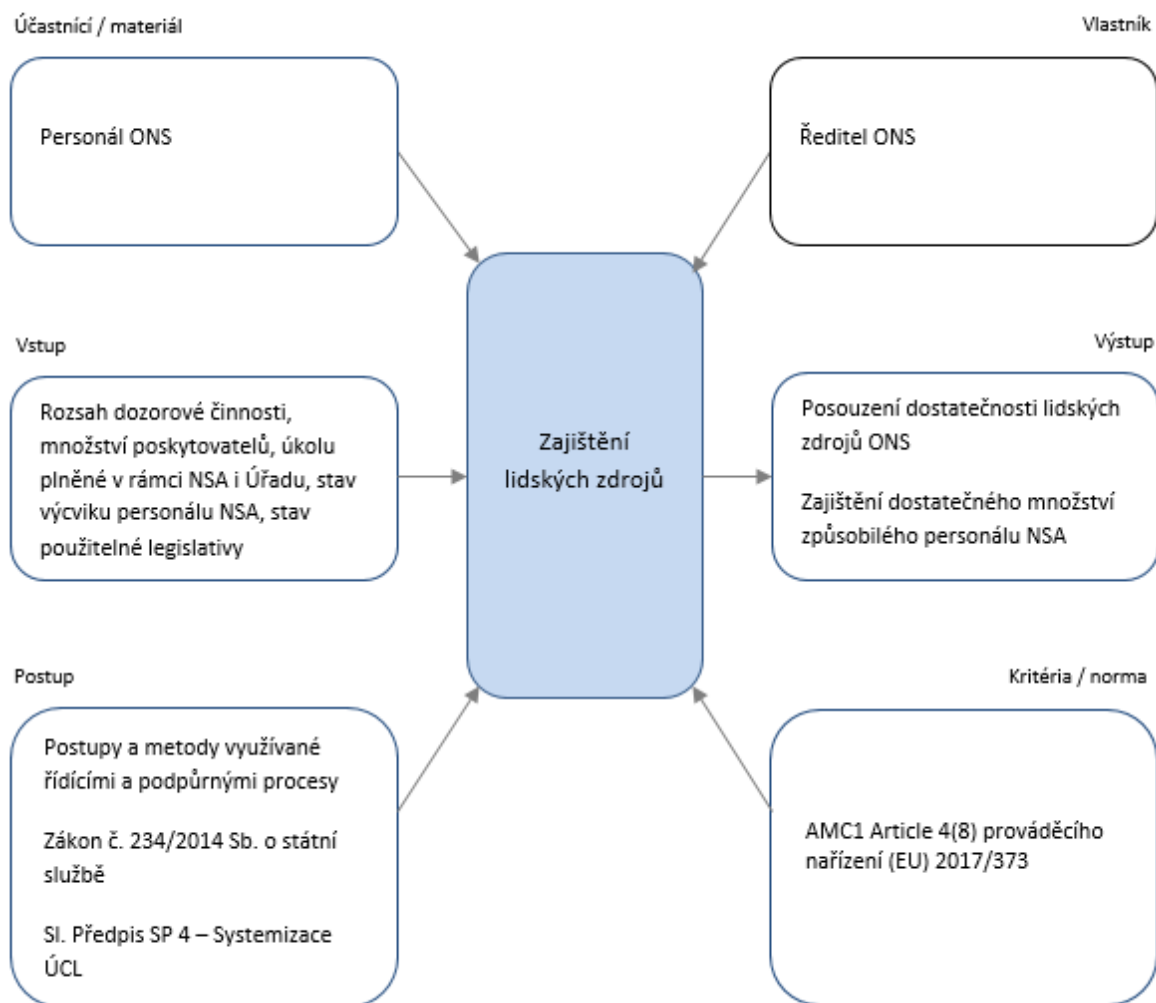 Účastnící / materiál
Vlastník
Personál ONS
Ředitel ONS
Vstup
Výstup
Rozsah dozorové činnosti,
množství poskytovatelů, úkolu
plněné v rámci NSA i Úřadu, stav
výcviku personálu NSA, stav
použitelné legislativy
Zajištění
lidských zdrojů
Posouzení dostatečnosti lidských
zdrojů ONS
Zajištění dostatečného množství
způsobilého personálu NSA
Postup
Kritéria / norma
Postupy a metody využívané
řídícími a podpůrnými procesy
Zákon č. 234/2014 Sb. o státní
službě
Sl. Předpis SP 4 – Systemizace
ÚCL
AMC1 Article 4(8) prováděcího
nařízení (EU) 2017/373